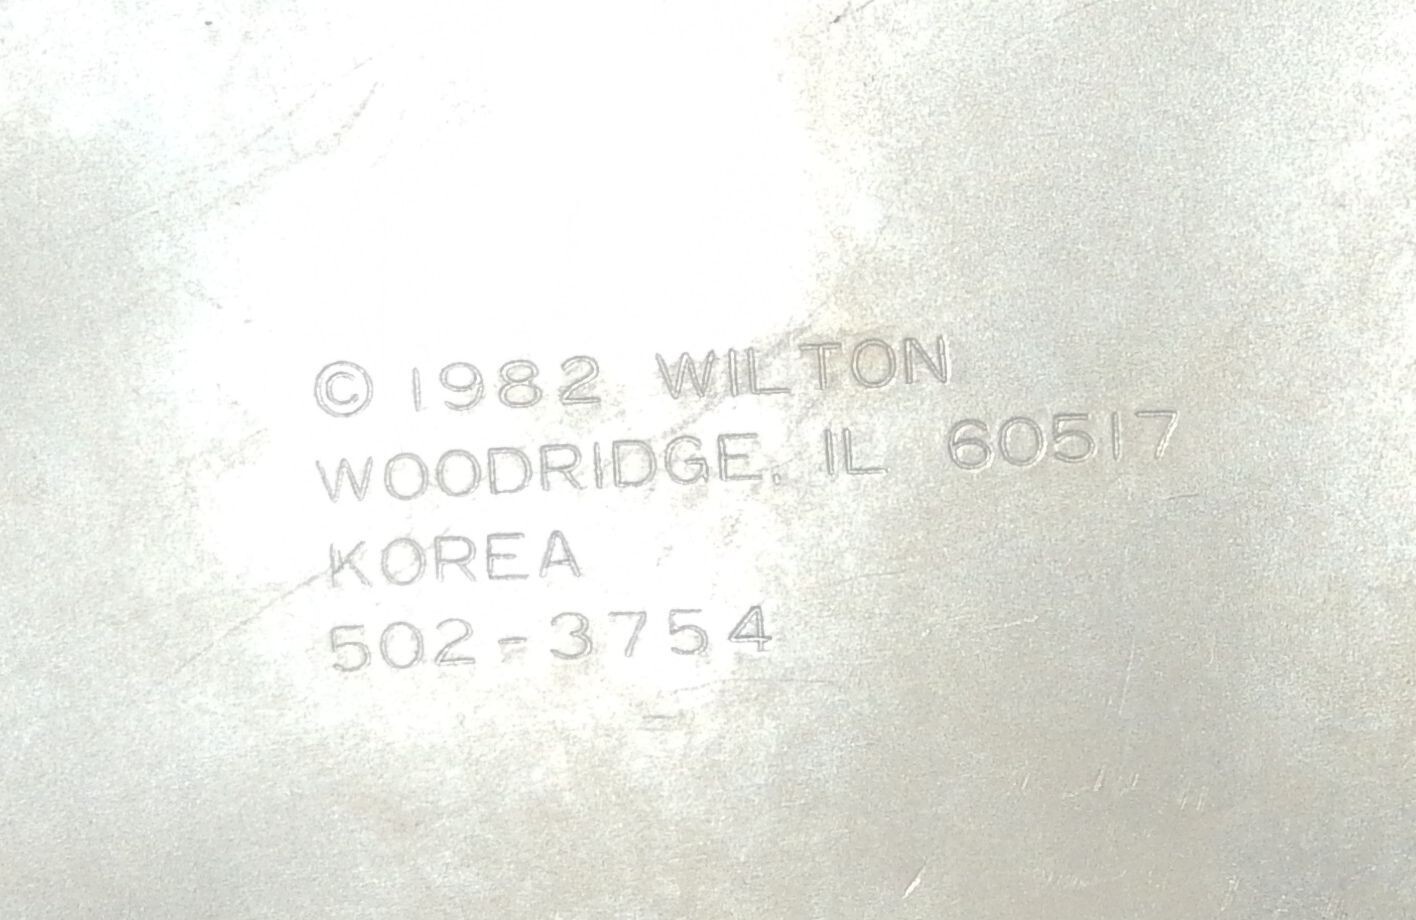 © 1982 WILTON
WOODRIDGE, IL 60517
KOREA
502-3754